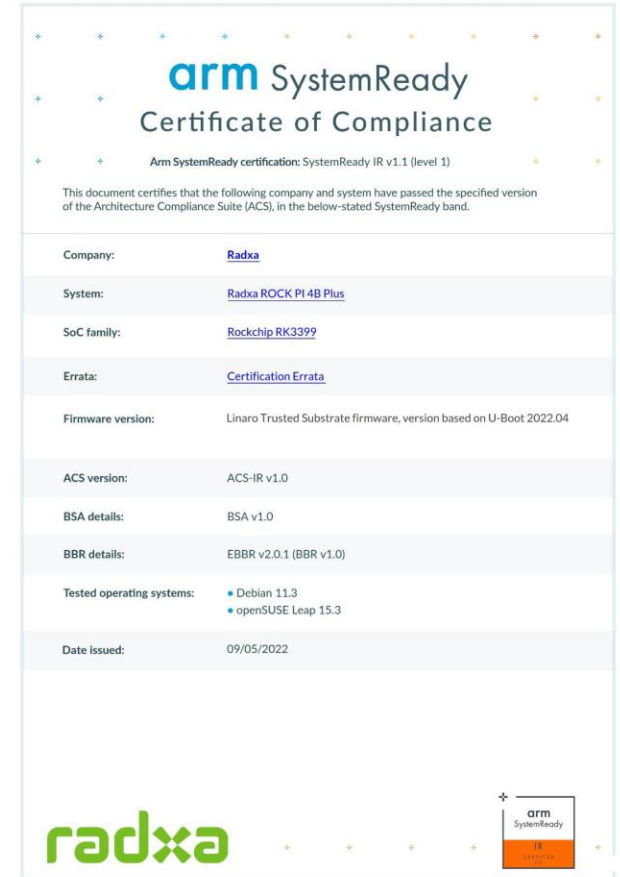 arm SystemReady
Certificate of Compliance
Arm SystemReady certification: SystemReady IR v1.1 (level 1)
This document certifies that the following company and system have passed the specified version
of the Architecture Compliance Suite (ACS), in the below-stated SystemReady band.
Company: Radxa
System: Radxa ROCK PI 4B Plus
SoC family: Rockchip RK3399
Errata: Certification Errata
Firmware version: Linaro Trusted Substrate firmware, version based on U-Boot 2022.04
ACS version: ACS-IR v1.0
BSA details: BSA v1.0
BBR details: EBBR v2.0.1 (BBR v1.0)
Tested operating systems: • Debian 11.3
• openSUSE Leap 15.3
Date issued: 09/05/2022
radxa
arm
SystemReady
IR
CERTIFIED